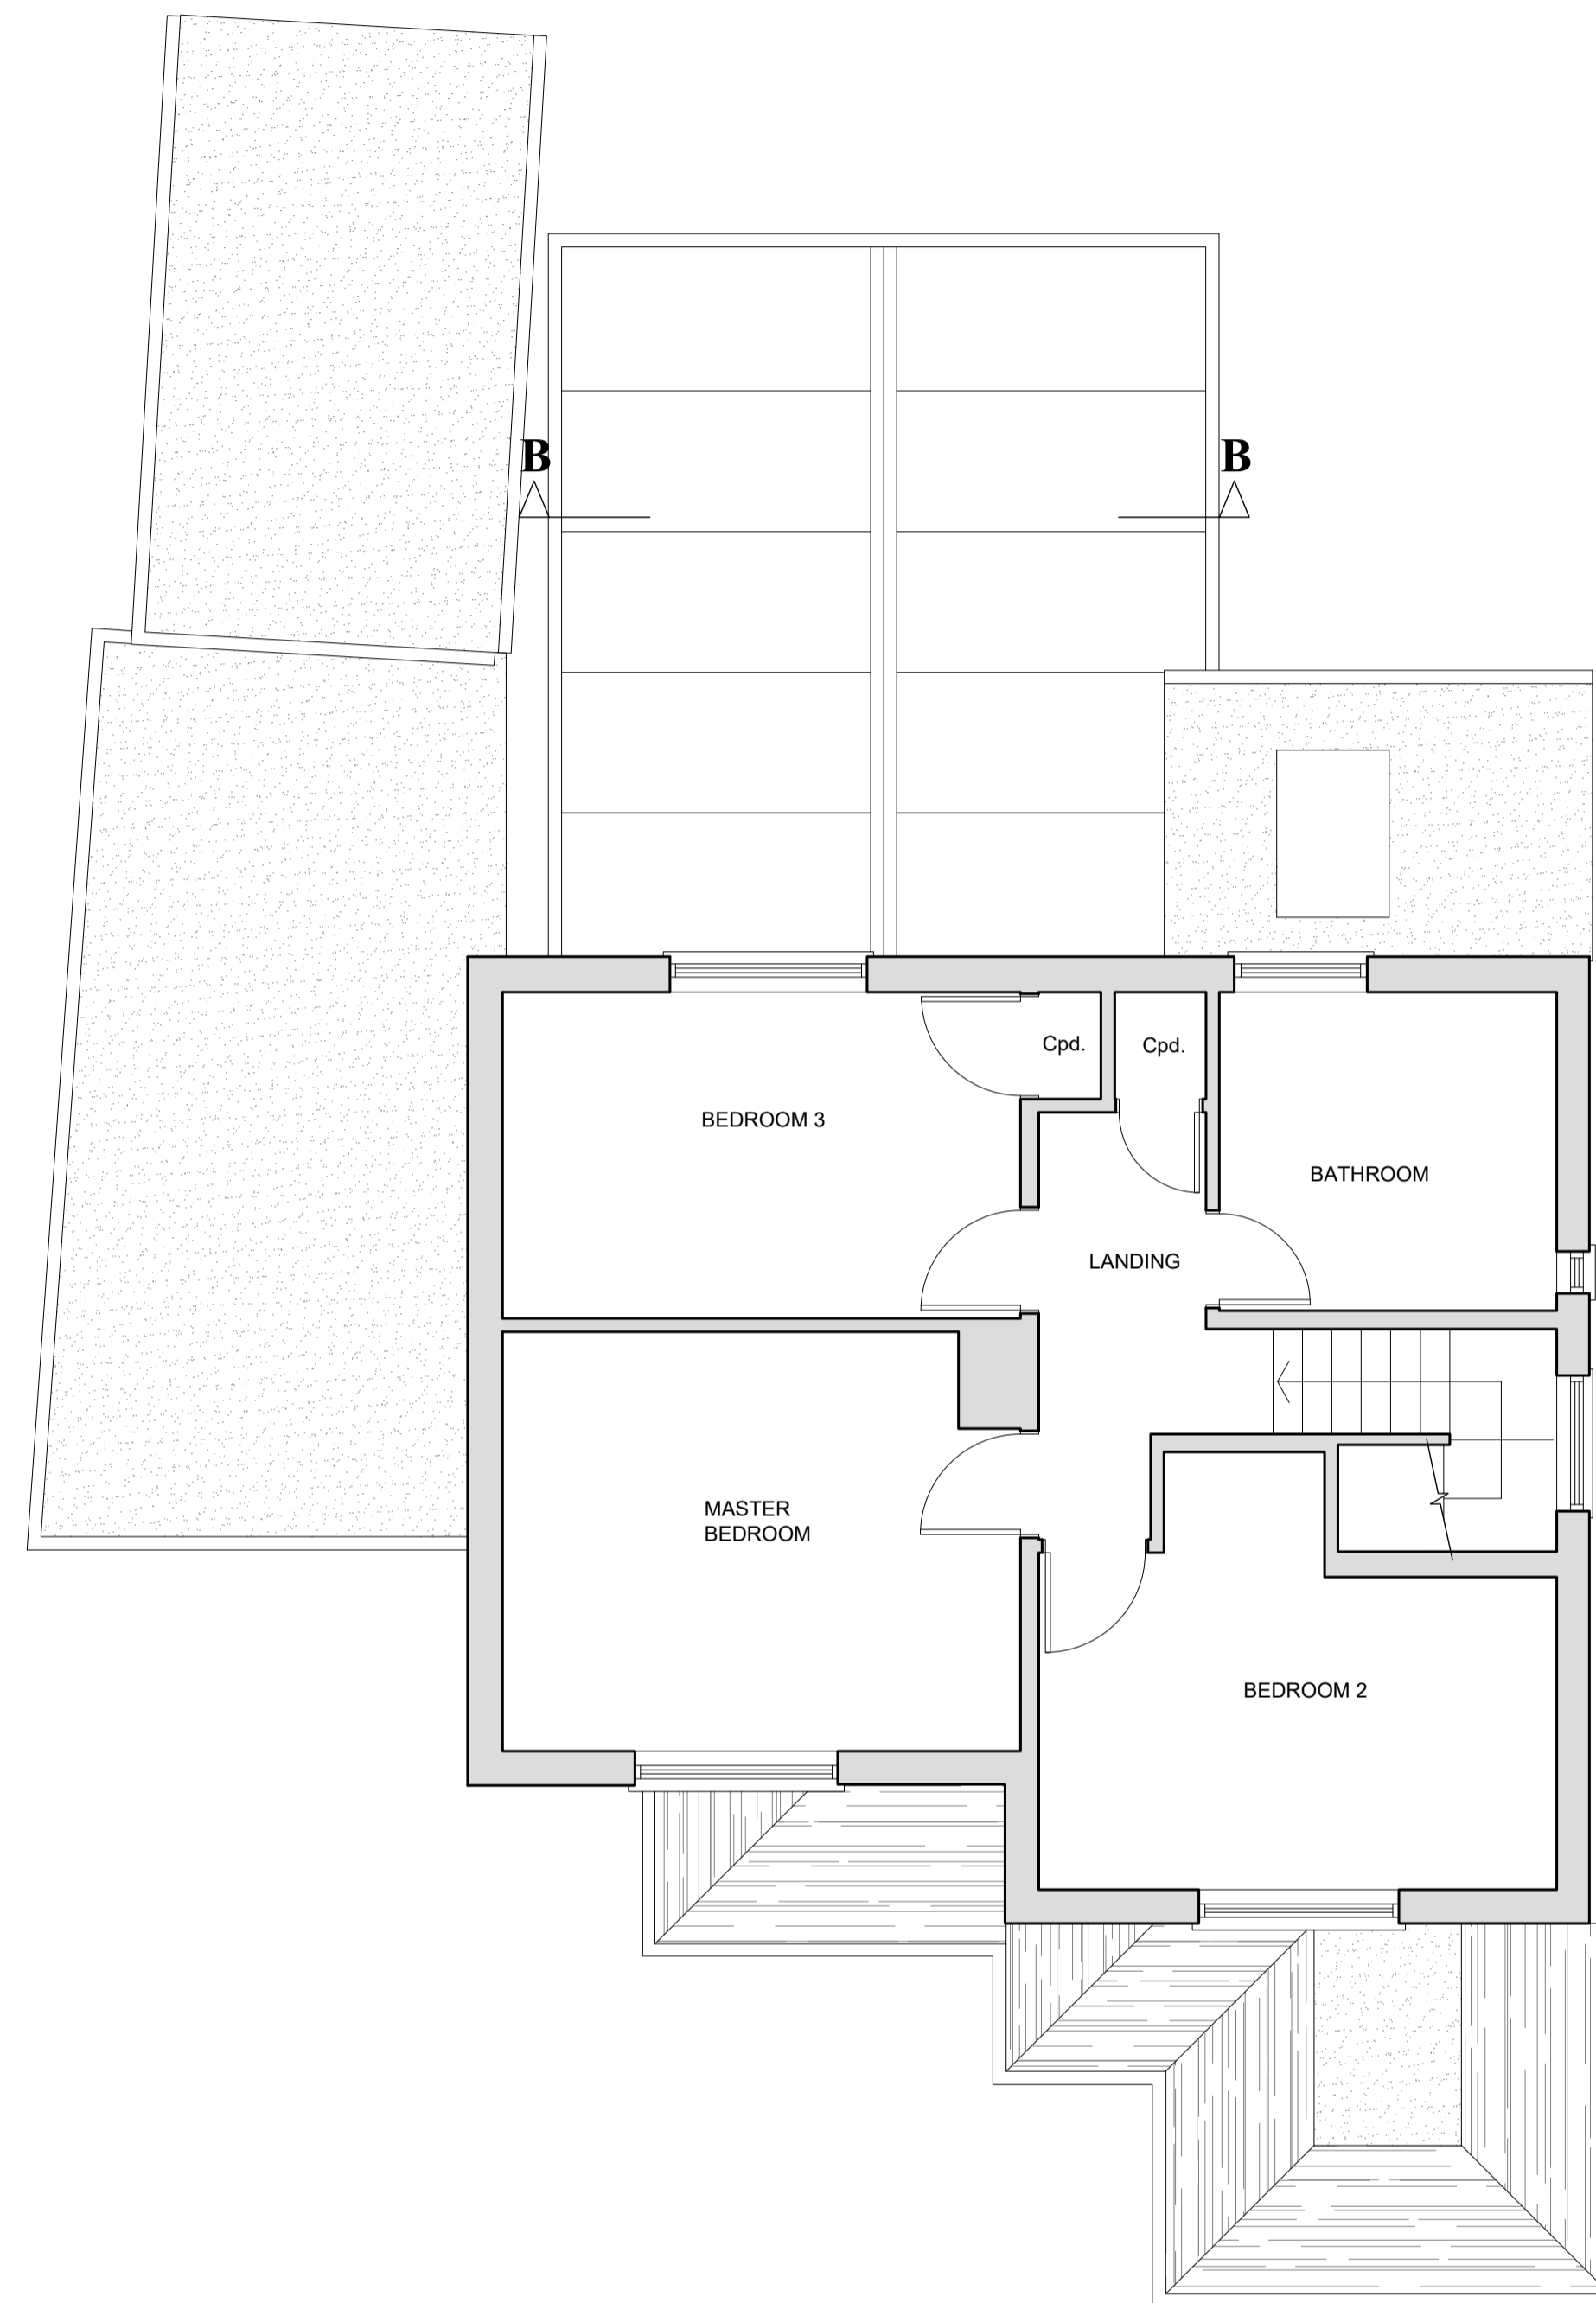 B B
Cpd. Cpd.
BEDROOM 3
BATHROOM
LANDING
MASTER
BEDROOM
BEDROOM 2